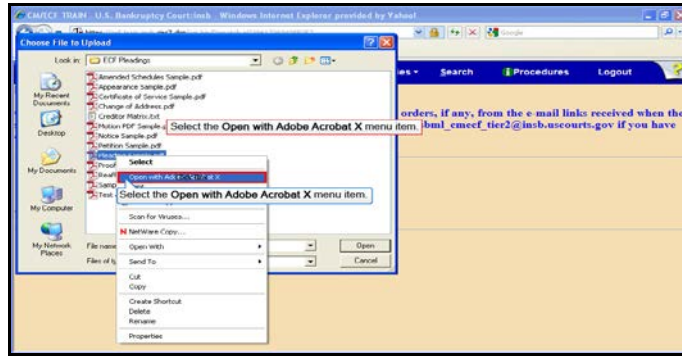 CM/ECF TRAIN - U.S. Bankruptcy Court:insb - Windows Internet Explorer provided by Yahoo!
Choose File to Upload
Look in: ECF Pleadings
Google
Search Procedures Logout
My Recent Documents
Desktop
My Documents
My Computer
My Network Places
Amended Schedules Sample.pdf
Appearance Sample.pdf
Certificate of Service Sample.pdf
Change of Address.pdf
Creditor Matrix.txt
Motion PDF Sample
Notice Sample.pdf
Petition Sample.pdf
orders, if any, from the e-mail links received when the
bml_cmecf_tier2@insb.uscourts.gov if you have
Select the Open with Adobe Acrobat X menu item.
Select
Open with
Select the Open with Adobe Acrobat X menu item.
Scan for Viruses...
NetWare Copy...
Open With
Send To
Cut
Copy
Create Shortcut
Delete
Rename
Properties
File name
Files of
Open
Cancel